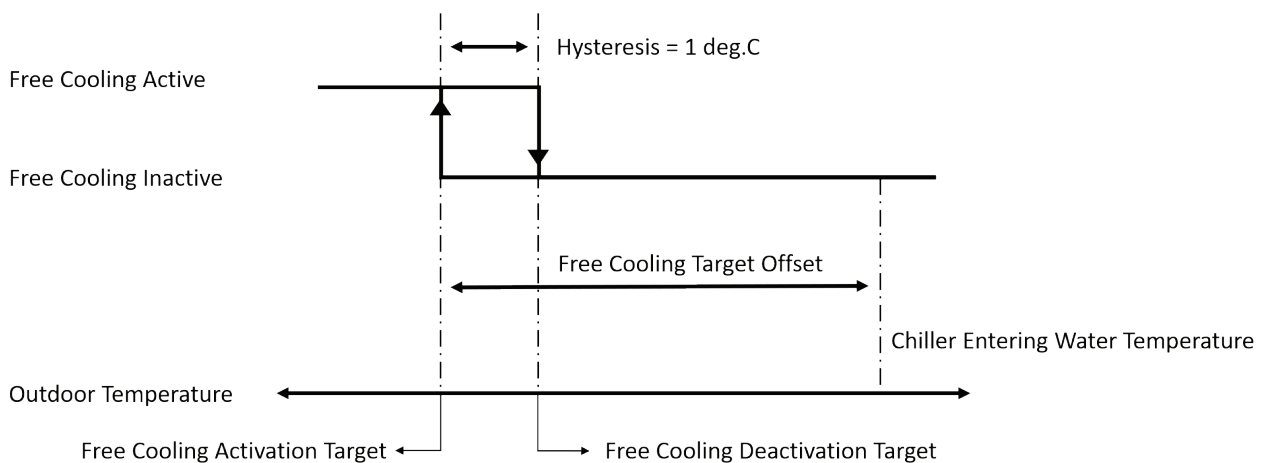 Hysteresis = 1 deg.C
Free Cooling Active
Free Cooling Inactive
Free Cooling Target Offset
Chiller Entering Water Temperature
Outdoor Temperature
Free Cooling Activation Target
Free Cooling Deactivation Target